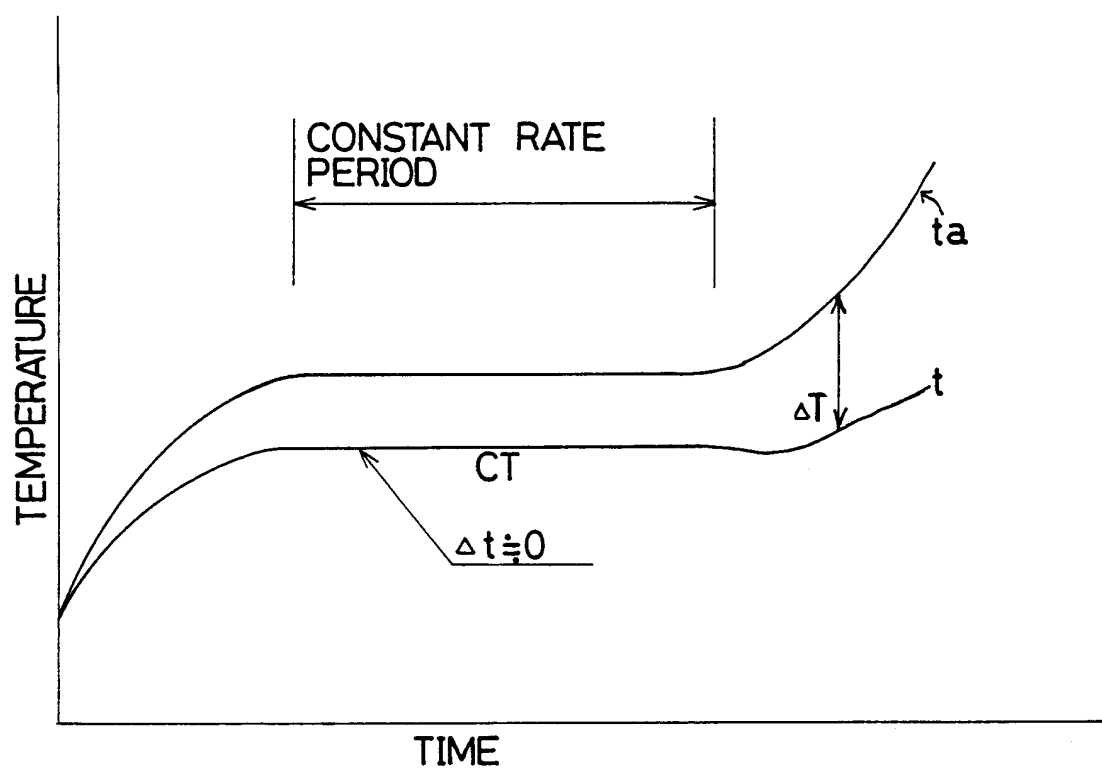 CONSTANT RATE
PERIOD
ta
TEMPERATURE
t
ΔT
CT
Δt≒0
TIME